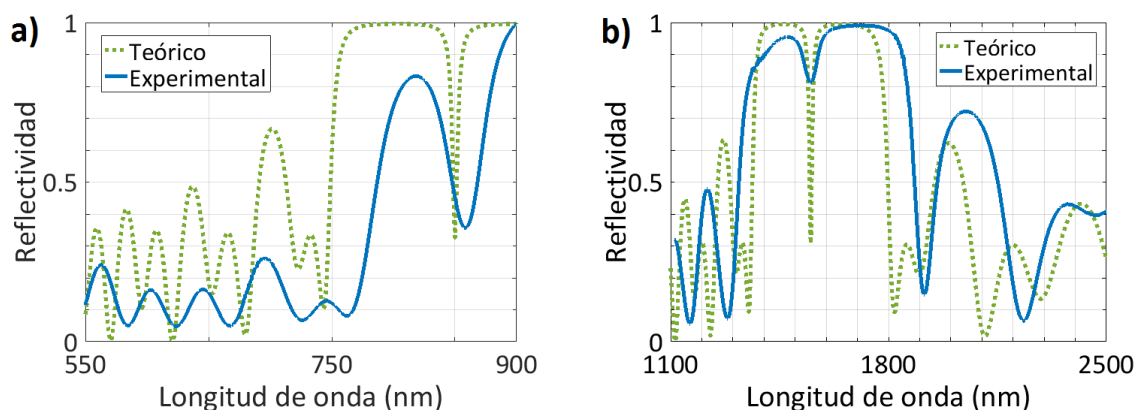 a)
Reflectividad
1
0.5
0
Teórico
Experimental
550
750
900
Longitud de onda (nm)
b)
Reflectividad
1
0.5
0
Teórico
Experimental
1100
1800
2500
Longitud de onda (nm)